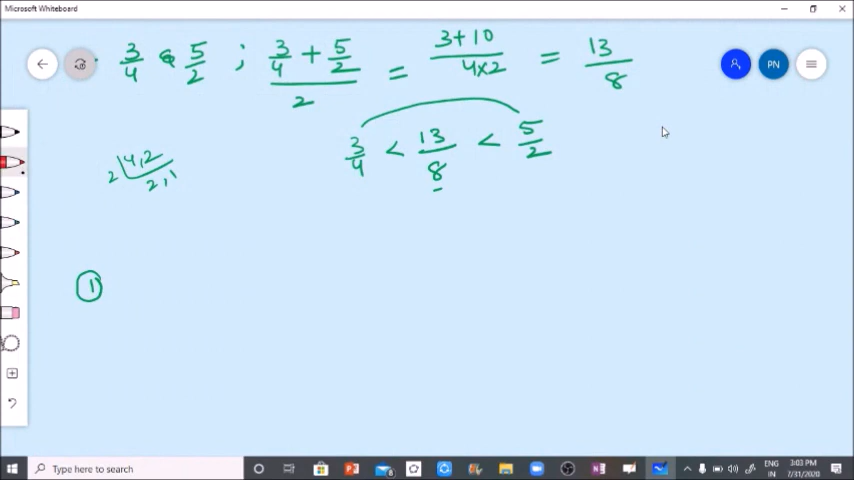 Microsoft Whiteboard
3/4 & 5/2 ; (3/4 + 5/2)/2 = (3+10)/(4×2) = 13/8
PN
3/4 < 13/8 < 5/2
2 | 4,2
2,1
①
Type here to search
8
ENG
IN
3:03 PM
7/31/2020